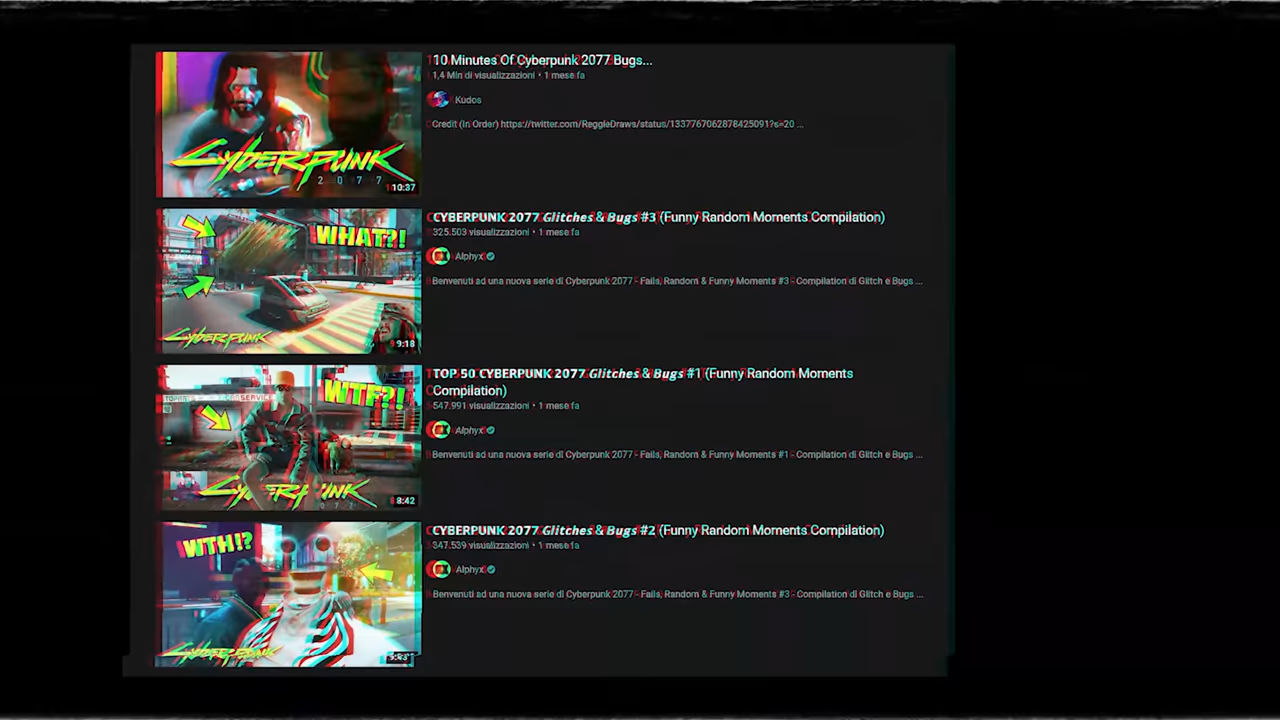 10 Minutes Of Cyberpunk 2077 Bugs...
1,4 Mln di visualizzazioni • 1 mese fa
Kudos
Credit (In Order) https://twitter.com/ReggieDraws/status/1337767062878425091?s=20 ...
CYBERPUNK
2077
10:37
CYBERPUNK 2077 Glitches & Bugs #3 (Funny Random Moments Compilation)
325.503 visualizzazioni • 1 mese fa
Alphyx
Benvenuti ad una nuova serie di Cyberpunk 2077 - Fails, Random & Funny Moments #3 - Compilation di Glitch e Bugs ...
WHAT?!
CYBERPUNK
9:18
TOP 50 CYBERPUNK 2077 Glitches & Bugs #1 (Funny Random Moments
Compilation)
547.991 visualizzazioni • 1 mese fa
Alphyx
Benvenuti ad una nuova serie di Cyberpunk 2077 - Fails, Random & Funny Moments #1 - Compilation di Glitch e Bugs ...
WTF?!
SERVICE
CYBERPUNK
8:42
CYBERPUNK 2077 Glitches & Bugs #2 (Funny Random Moments Compilation)
347.539 visualizzazioni • 1 mese fa
Alphyx
Benvenuti ad una nuova serie di Cyberpunk 2077 - Fails, Random & Funny Moments #3 - Compilation di Glitch e Bugs ...
WTH!?
CYBERPUNK